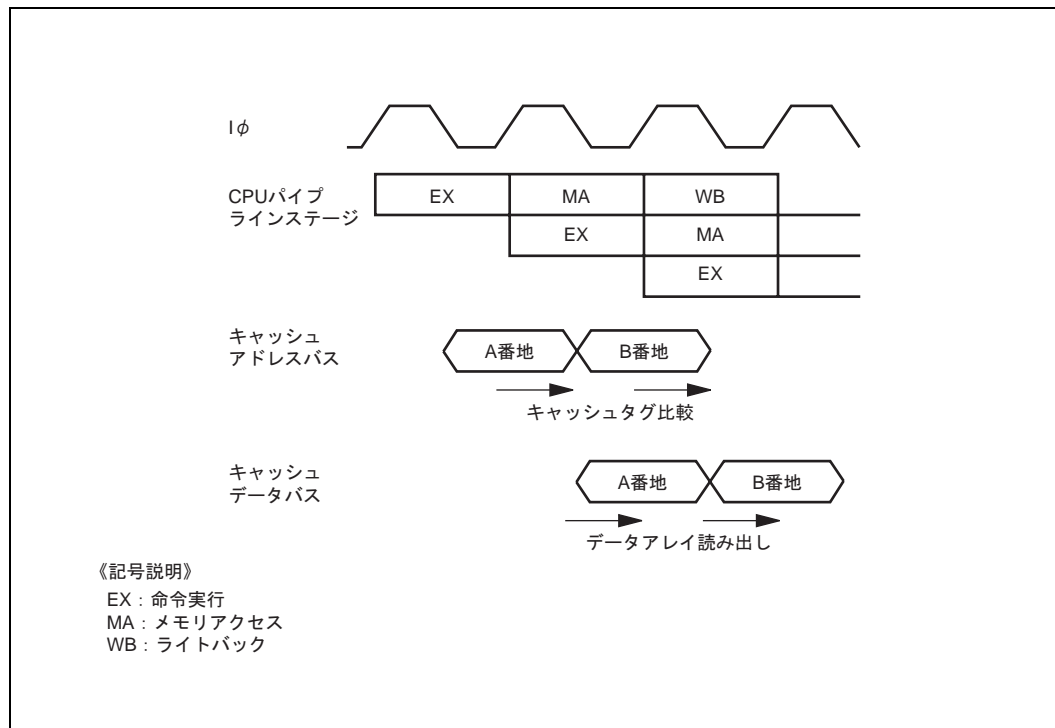 Iφ
CPUパイプ
ラインステージ
EX MA WB
EX MA
EX
キャッシュ
アドレスバス
A番地 B番地
キャッシュタグ比較
キャッシュ
データバス
A番地 B番地
データアレイ読み出し
《記号説明》
EX：命令実行
MA：メモリアクセス
WB：ライトバック